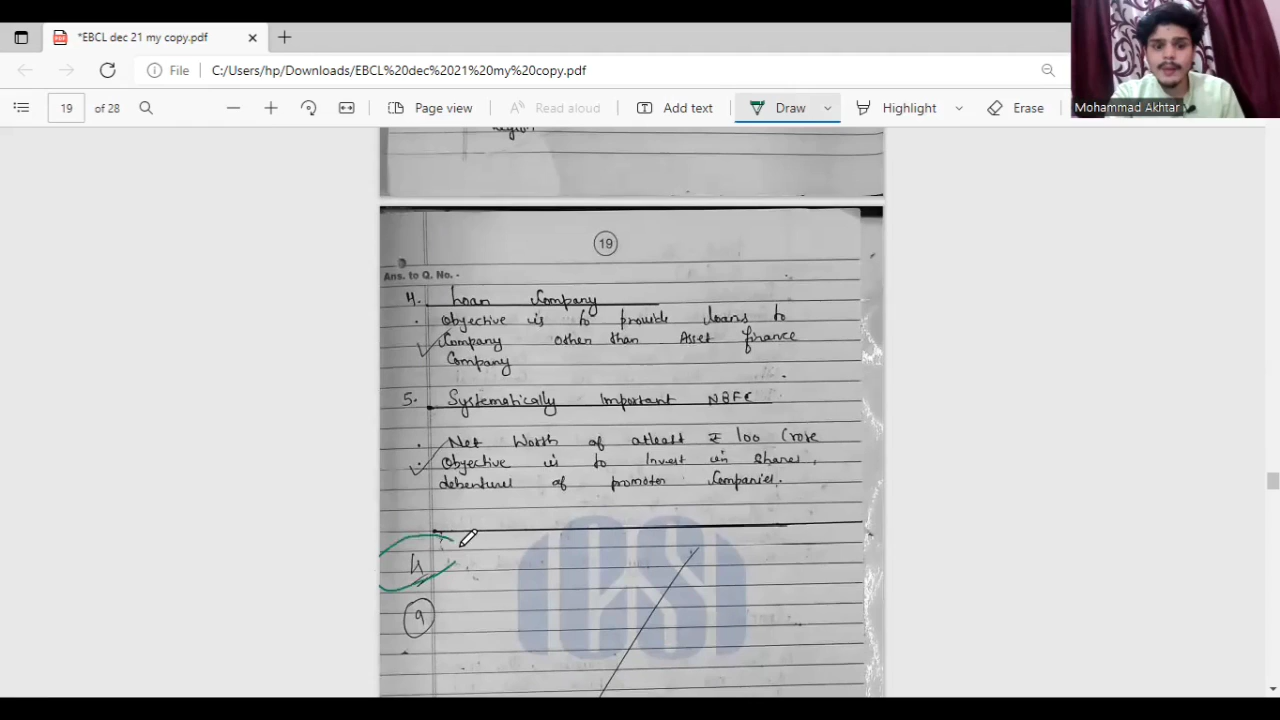 *EBCL dec 21 my copy.pdf
File C:/Users/hp/Downloads/EBCL%20dec%2021%20my%20copy.pdf
19 of 28 Page view Read aloud Add text Draw Highlight Erase
Mohammad Akhtar
Region
19
Ans. to Q. No.
4. Loan Company
. Objective is to provide loans to
Company other than Asset finance
Company
5. Systematically Important NBFC
. Net Worth of atleast ₹ 100 Crore
. Objective is to Invest in Shares,
debentures of promoter Companies.
4
9
ICSI